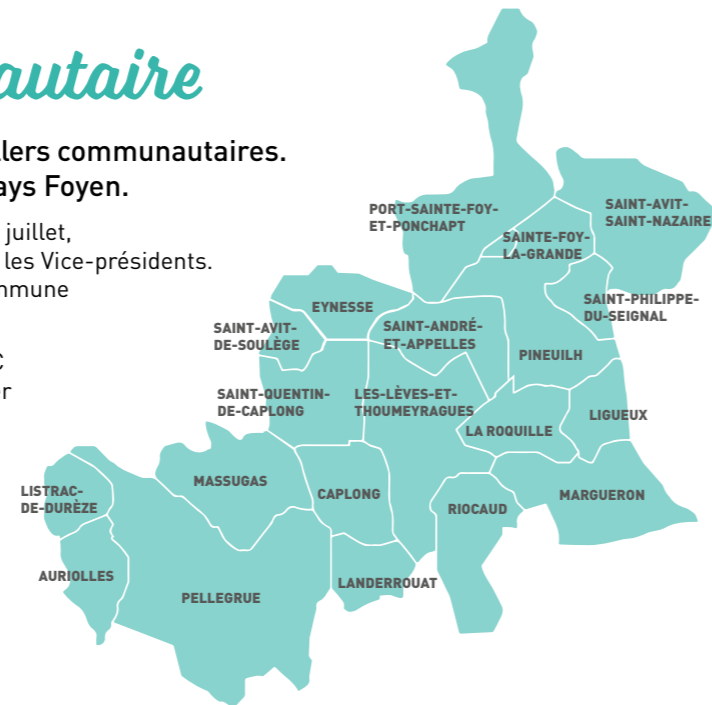 autaire
llers communautaires.
ays Foyen.
juillet,
les Vice-présidents.
mmune
er
PORT-SAINTE-FOY-
ET-PONCHAPT
SAINTE-FOY-
LA-GRANDE
SAINT-AVIT-
SAINT-NAZAIRE
SAINT-PHILIPPE-
DU-SEIGNAL
EYNESSE
SAINT-AVIT-
DE-SOULÈGE
SAINT-ANDRÉ-
ET-APPELLES
PINEUILH
SAINT-QUENTIN-
DE-CAPLONG
LES-LÈVES-ET-
THOUMEYRAGUES
LA ROQUILLE
LIGUEUX
MASSUGAS
CAPLONG
RIOCAUD
MARGUERON
LISTRAC-
DE-DURÈZE
AURIOLLES
PELLEGRUE
LANDERROUAT